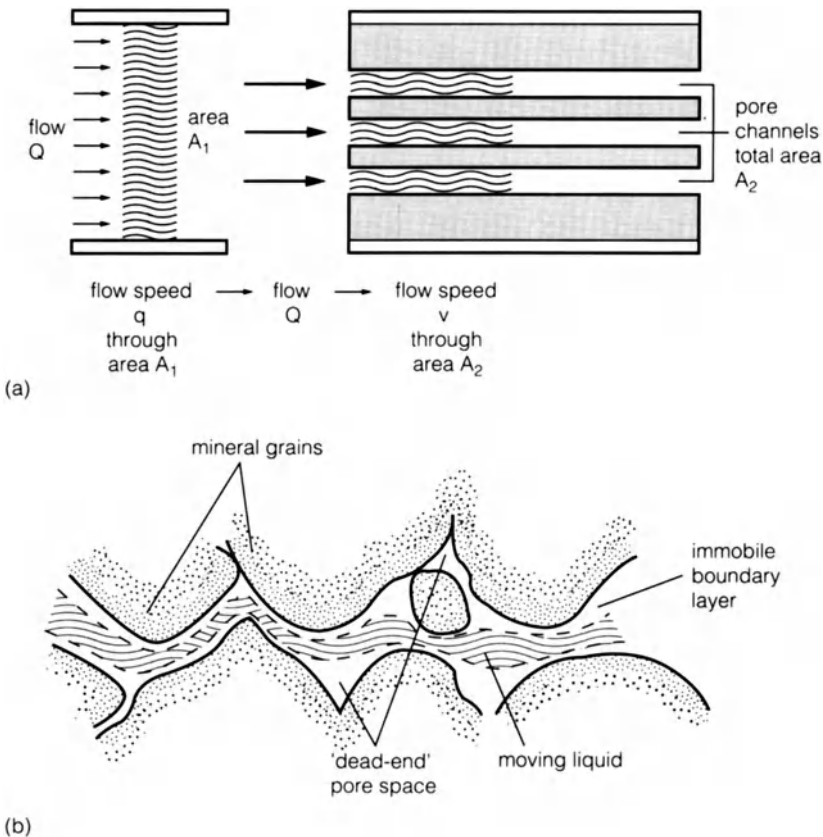 flow
Q
area
A₁
pore
channels
total area
A₂
flow speed
q
through
area A₁
flow
Q
flow speed
v
through
area A₂
(a)
mineral grains
immobile
boundary
layer
'dead-end'
pore space
moving liquid
(b)